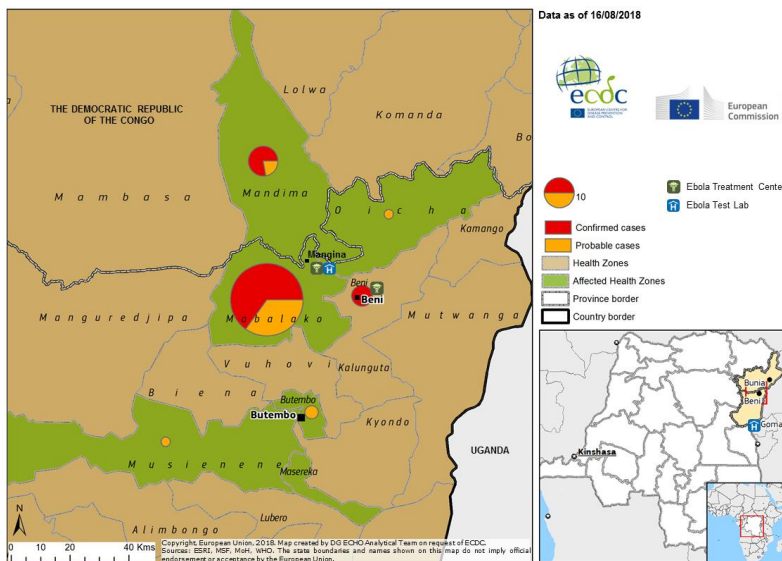 Data as of 16/08/2018
THE DEMOCRATIC REPUBLIC
OF THE CONGO
Lolwa
Komanda
Mambasa
Mandima
Oicha
Kamango
Mangina
Beni
Beni
Manguredjipa
Mabalako
Mutwanga
Vuhovi
Kalunguta
Biena
Butembo
Butembo
Kyondo
Musienene
Masereka
UGANDA
Lubero
Alimbongo
N
0 10 20 40 Kms
Copyright, European Union, 2018. Map created by DG ECHO Analytical Team on request of ECDC.
Sources: ESRI, MSF, MoH, WHO. The state boundaries and names shown on this map do not imply official
endorsement or acceptance by the European Union.
ecdc
EUROPEAN CENTRE FOR
DISEASE PREVENTION
AND CONTROL
European
Commission
10
Ebola Treatment Cente
Ebola Test Lab
Confirmed cases
Probable cases
Health Zones
Affected Health Zones
Province border
Country border
Bunia
Beni
Goma
Kinshasa